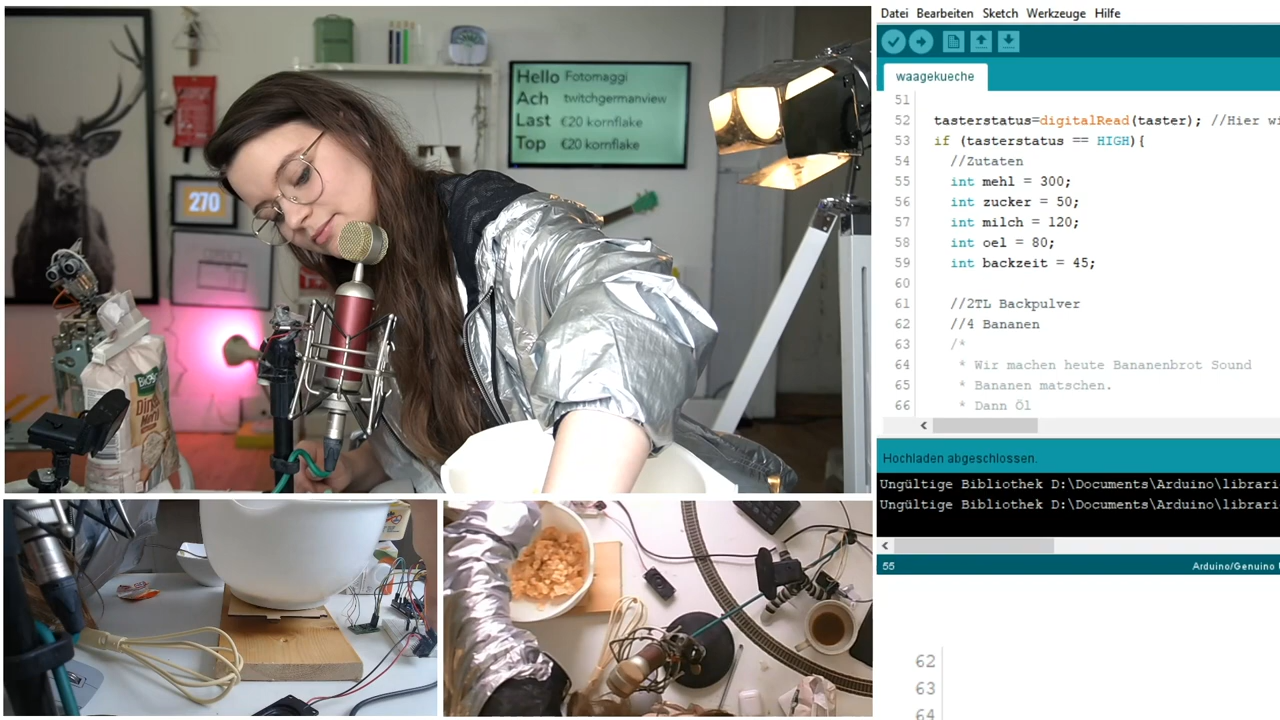 Hello Fotomaggi
Ach twitchgermanview
Last €20 kornflake
Top €20 kornflake
270
Datei Bearbeiten Sketch Werkzeuge Hilfe
waagekueche
51
52 tasterstatus=digitalRead(taster); //Hier
53 if (tasterstatus == HIGH){
54 //Zutaten
55 int mehl = 300;
56 int zucker = 50;
57 int milch = 120;
58 int oel = 80;
59 int backzeit = 45;
60
61 //2TL Backpulver
62 //4 Bananen
63 /*
64 * Wir machen heute Bananenbrot Sound
65 * Bananen matschen.
66 * Dann Öl
Hochladen abgeschlossen.
Ungültige Bibliothek D:\Documents\Arduino\librari
Ungültige Bibliothek D:\Documents\Arduino\librari
55 Arduino/Genuino
62
63
64